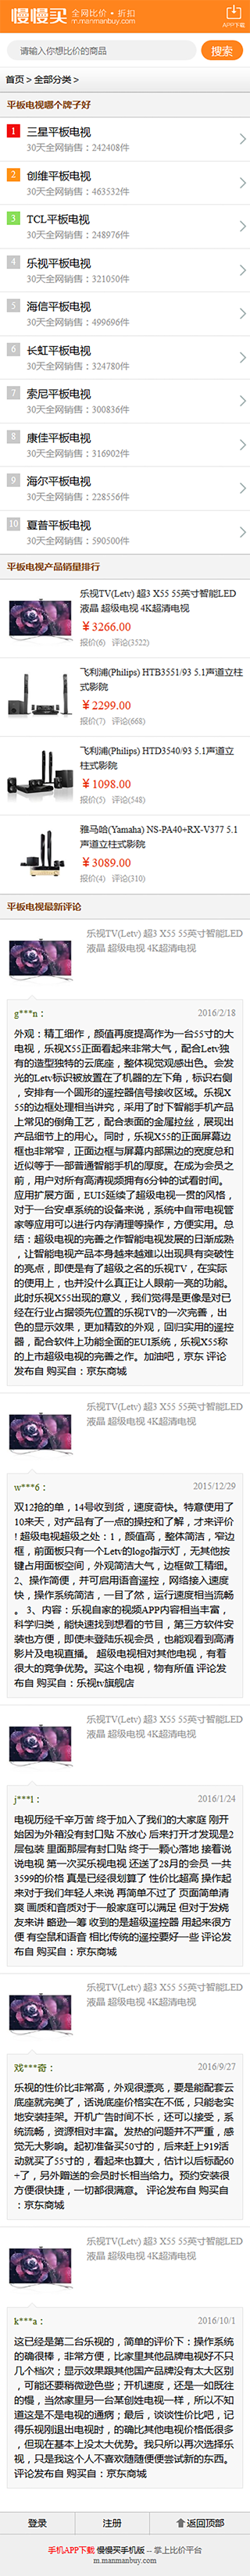 慢慢买 全网比价·折扣
m.manmanbuy.com
APP下载
请输入你想比价的商品
搜索
首页 > 全部分类 >
平板电视哪个牌子好
1 三星平板电视
30天全网销售：242408件
2 创维平板电视
30天全网销售：463532件
3 TCL平板电视
30天全网销售：248976件
4 乐视平板电视
30天全网销售：321050件
5 海信平板电视
30天全网销售：499696件
6 长虹平板电视
30天全网销售：324780件
7 索尼平板电视
30天全网销售：300836件
8 康佳平板电视
30天全网销售：316902件
9 海尔平板电视
30天全网销售：228556件
10 夏普平板电视
30天全网销售：590500件
平板电视产品销量排行
乐视TV(Letv) 超3 X55 55英寸智能LED
液晶 超级电视 4K超清电视
￥3266.00
报价(6) 评论(3522)
飞利浦(Philips) HTB3551/93 5.1声道立柱
式影院
￥2299.00
报价(7) 评论(668)
飞利浦(Philips) HTD3540/93 5.1声道立
柱式影院
￥1098.00
报价(5) 评论(548)
雅马哈(Yamaha) NS-PA40+RX-V377 5.1
声道立柱式影院
￥3089.00
报价(4) 评论(310)
平板电视最新评论
乐视TV(Letv) 超3 X55 55英寸智能LED
液晶 超级电视 4K超清电视
g***n： 2016/2/18
外观：精工细作，颜值再度提高作为一台55寸的大
电视，乐视X55正面看起来非常大气，配合Letv独
有的造型独特的云底座，整体视觉观感出色。会发
光的Letv标识被放置在了机器的左下角，标识右侧
，安排有一个圆形的遥控器信号接收区域。乐视X
55的边框处理相当讲究，采用了时下智能手机产品
上常见的倒角工艺，配合表面的金属拉丝，展现出
产品细节上的用心。同时，乐视X55的正面屏幕边
框也非常窄，正面边框与屏幕内部黑边的宽度总和
近似等于一部普通智能手机的厚度。在成为会员之
前，用户对所有高清视频拥有6分钟的试看时间。
应用扩展方面，EUI5延续了超级电视一贯的风格，
对于一台安卓系统的设备来说，系统中自带电视管
家等应用可以进行内存清理等操作，方便实用。总
结：超级电视的完善之作智能电视发展的日渐成熟
，让智能电视产品本身越来越难以出现具有突破性
的亮点，即使是有了超级之名的乐视TV，在实际
的使用上，也并没什么真正让人眼前一亮的功能。
此时乐视X55出现的意义，我们觉得是更像是对已
经在行业占据领先位置的乐视TV的一次完善，出
色的显示效果，更加精致的外观，回归实用的遥控
器，配合软件上功能全面的EUI系统，乐视X55称
的上市超级电视的完善之作。加油吧，京东 评论
发布自 购买自：京东商城
乐视TV(Letv) 超3 X55 55英寸智能LED
液晶 超级电视 4K超清电视
w***6： 2015/12/29
双12抢的单，14号收到货，速度奇快。特意使用了
10来天，对产品有了一点的操控和了解，才来评价
！超级电视超级之处：1，颜值高，整体简洁，窄边
框，前面板只有一个Letv的logo指示灯，无其他按
键占用面板空间，外观简洁大气，边框做工精细。
2、操作简便，并可启用语音遥控，网络接入速度
快，操作系统简洁，一目了然，运行速度相当流畅
。 3、内容：乐视自家的视频APP内容相当丰富，
科学归类，能快速找到想看的节目，第三方软件安
装也方便，即使未登陆乐视会员，也能观看到高清
影片及电视直播。 超级电视相对其他电视，有着
很大的竞争优势。买这个电视，物有所值 评论发
布自 购买自：乐视tv旗舰店
乐视TV(Letv) 超3 X55 55英寸智能LED
液晶 超级电视 4K超清电视
j***l： 2016/1/24
电视历经千辛万苦 终于加入了我们的大家庭 刚开
始因为外箱没有封口贴 不放心 后来打开才发现是2
层包装 里面那层有封口贴 终于一颗心落地 接着说
说电视 第一次买乐视电视 还送了28月的会员 一共
3599的价格 真是已经很划算了 性价比超高 操作起
来对于我们年轻人来说 再简单不过了 页面简单清
爽 画质和音质对于一般家庭可以满足 但对于发烧
友来讲 略逊一筹 收到的是超级遥控器 用起来很方
便 有空鼠和语音 相比传统的遥控要好一些 评论发
布自 购买自：京东商城
乐视TV(Letv) 超3 X55 55英寸智能LED
液晶 超级电视 4K超清电视
戏***奇： 2016/9/27
乐视的性价比非常高，外观很漂亮，要是能配套云
底座就完美了，话说底座价格实在不低，只能老实
地安装挂架。开机广告时间不长，还可以接受，系
统流畅，资源相对丰富。发热的问题并不严重，感
觉无大影响。起初准备买50寸的，后来赶上919活
动就买了55寸的，看起来也算大，估计以后标配60
+了，另外赠送的会员时长相当给力。预约安装很
方便很快捷，一切都很满意。 评论发布自 购买自
：京东商城
乐视TV(Letv) 超3 X55 55英寸智能LED
液晶 超级电视 4K超清电视
k***a： 2016/10/1
这已经是第二台乐视的，简单的评价下：操作系统
的确很棒，非常方便，比家里其他品牌电视好不只
几个档次；显示效果跟其他国产品牌没有太大区别
，可能还要稍微逊色些；开机速度，还是一如既往
的慢，当然家里另一台某创姓电视一样，所以不知
道这是不是电视的通病；最后，谈谈性价比吧，记
得乐视刚退出电视时，的确比其他电视价格低很多
，但现在基本上没太大优势。我只所以再次选择乐
视，只是我这个人不喜欢随随便便尝试新的东西。
评论发布自 购买自：京东商城
登录 注册 返回顶部
手机APP下载 慢慢买手机版 -- 掌上比价平台
m.manmanbuy.com